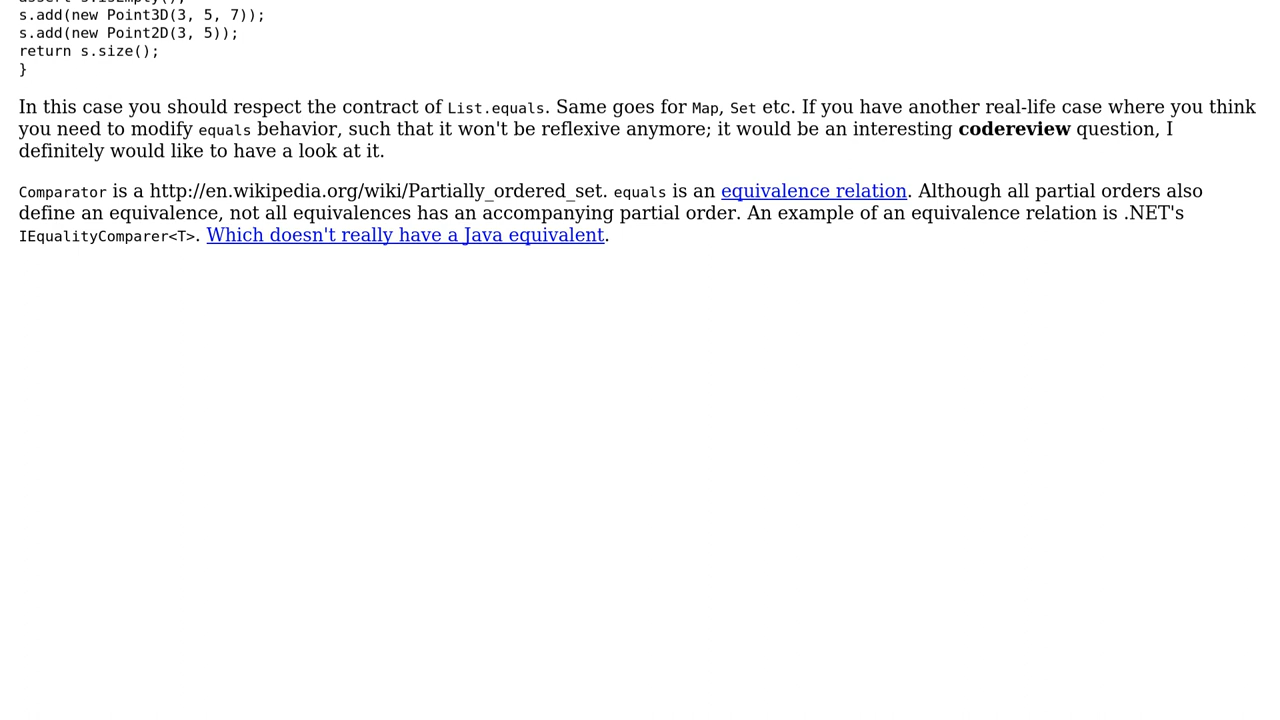 assert s.isEmpty();
s.add(new Point3D(3, 5, 7));
s.add(new Point2D(3, 5));
return s.size();
}
In this case you should respect the contract of List.equals. Same goes for Map, Set etc. If you have another real-life case where you think
you need to modify equals behavior, such that it won't be reflexive anymore; it would be an interesting codereview question, I
definitely would like to have a look at it.
Comparator is a http://en.wikipedia.org/wiki/Partially_ordered_set. equals is an equivalence relation. Although all partial orders also
define an equivalence, not all equivalences has an accompanying partial order. An example of an equivalence relation is .NET's
IEqualityComparer<T>. Which doesn't really have a Java equivalent.